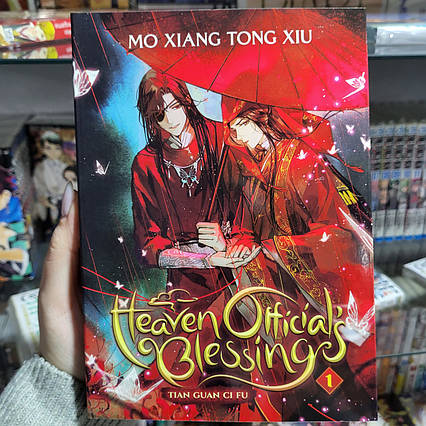 MO XIANG TONG XIU
Heaven Official's
Blessing
1
TIAN GUAN CI FU